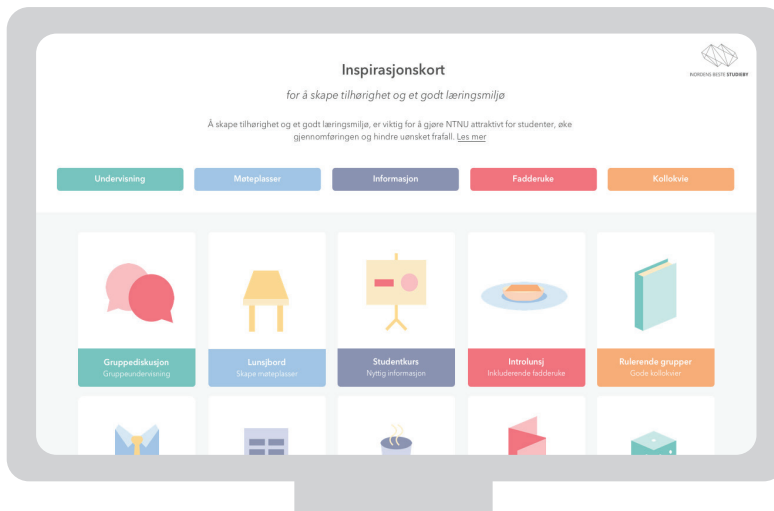 Inspirasjonskort
for å skape tilhørighet og et godt læringsmiljø
NORDENS BESTE STUDIEBY
Å skape tilhørighet og et godt læringsmiljø, er viktig for å gjøre NTNU attraktivt for studenter, øke
gjennomføringen og hindre uønsket frafall. Les mer
Undervisning
Møteplasser
Informasjon
Fadderuke
Kollokvie
Gruppediskusjon
Gruppeundervisning
Lunsjbord
Skape møteplasser
Studentkurs
Nyttig informasjon
Introlunsj
Inkluderende fadderuke
Rulerende grupper
Gode kollokvier